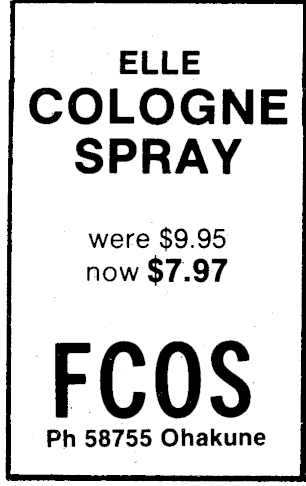 ELLE
COLOGNE
SPRAY
were $9.95
now $7.97
FCOS
Ph 58755 Ohakune